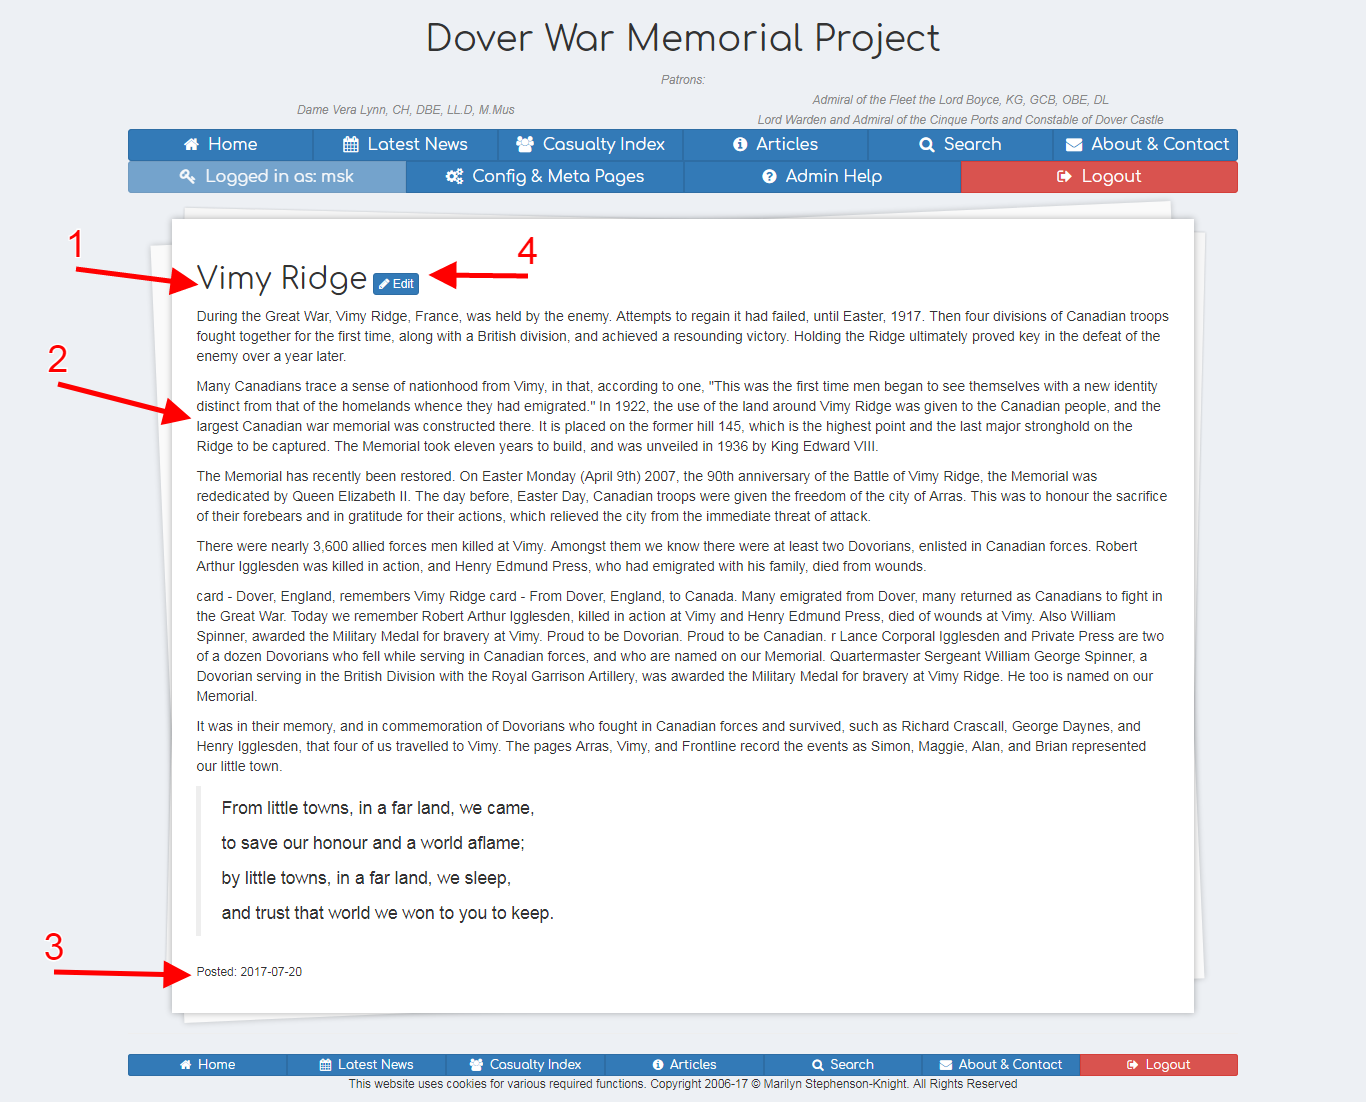 Dover War Memorial Project
Patrons:
Dame Vera Lynn, CH, DBE, LL.D, M.Mus
Admiral of the Fleet the Lord Boyce, KG, GCB, OBE, DL
Lord Warden and Admiral of the Cinque Ports and Constable of Dover Castle
Home Latest News Casualty Index Articles Search About & Contact
Logged in as: msk Config & Meta Pages Admin Help Logout
1
4
Vimy Ridge Edit
During the Great War, Vimy Ridge, France, was held by the enemy. Attempts to regain it had failed, until Easter, 1917. Then four divisions of Canadian troops
fought together for the first time, along with a British division, and achieved a resounding victory. Holding the Ridge ultimately proved key in the defeat of the
enemy over a year later.
2
Many Canadians trace a sense of nationhood from Vimy, in that, according to one, "This was the first time men began to see themselves with a new identity
distinct from that of the homelands whence they had emigrated." In 1922, the use of the land around Vimy Ridge was given to the Canadian people, and the
largest Canadian war memorial was constructed there. It is placed on the former hill 145, which is the highest point and the last major stronghold on the
Ridge to be captured. The Memorial took eleven years to build, and was unveiled in 1936 by King Edward VIII.
The Memorial has recently been restored. On Easter Monday (April 9th) 2007, the 90th anniversary of the Battle of Vimy Ridge, the Memorial was
rededicated by Queen Elizabeth II. The day before, Easter Day, Canadian troops were given the freedom of the city of Arras. This was to honour the sacrifice
of their forebears and in gratitude for their actions, which relieved the city from the immediate threat of attack.
There were nearly 3,600 allied forces men killed at Vimy. Amongst them we know there were at least two Dovorians, enlisted in Canadian forces. Robert
Arthur Igglesden was killed in action, and Henry Edmund Press, who had emigrated with his family, died from wounds.
card - Dover, England, remembers Vimy Ridge card - From Dover, England, to Canada. Many emigrated from Dover, many returned as Canadians to fight in
the Great War. Today we remember Robert Arthur Igglesden, killed in action at Vimy and Henry Edmund Press, died of wounds at Vimy. Also William
Spinner, awarded the Military Medal for bravery at Vimy. Proud to be Dovorian. Proud to be Canadian. r Lance Corporal Igglesden and Private Press are two
of a dozen Dovorians who fell while serving in Canadian forces, and who are named on our Memorial. Quartermaster Sergeant William George Spinner, a
Dovorian serving in the British Division with the Royal Garrison Artillery, was awarded the Military Medal for bravery at Vimy Ridge. He too is named on our
Memorial.
It was in their memory, and in commemoration of Dovorians who fought in Canadian forces and survived, such as Richard Crascall, George Daynes, and
Henry Igglesden, that four of us travelled to Vimy. The pages Arras, Vimy, and Frontline record the events as Simon, Maggie, Alan, and Brian represented
our little town.
From little towns, in a far land, we came,
to save our honour and a world aflame;
by little towns, in a far land, we sleep,
and trust that world we won to you to keep.
3
Posted: 2017-07-20
Home Latest News Casualty Index Articles Search About & Contact Logout
This website uses cookies for various required functions. Copyright 2006-17 © Marilyn Stephenson-Knight. All Rights Reserved